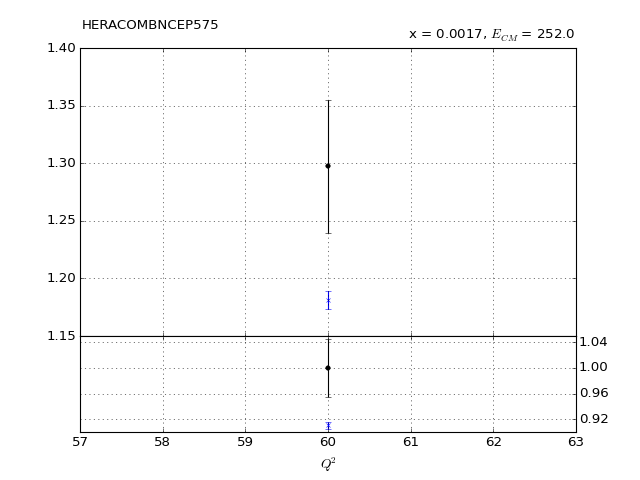 HERACOMBNCEP575
x = 0.0017, E_CM = 252.0
1.40
1.35
1.30
1.25
1.20
1.15
1.04
1.00
0.96
0.92
57 58 59 60 61 62 63
Q²